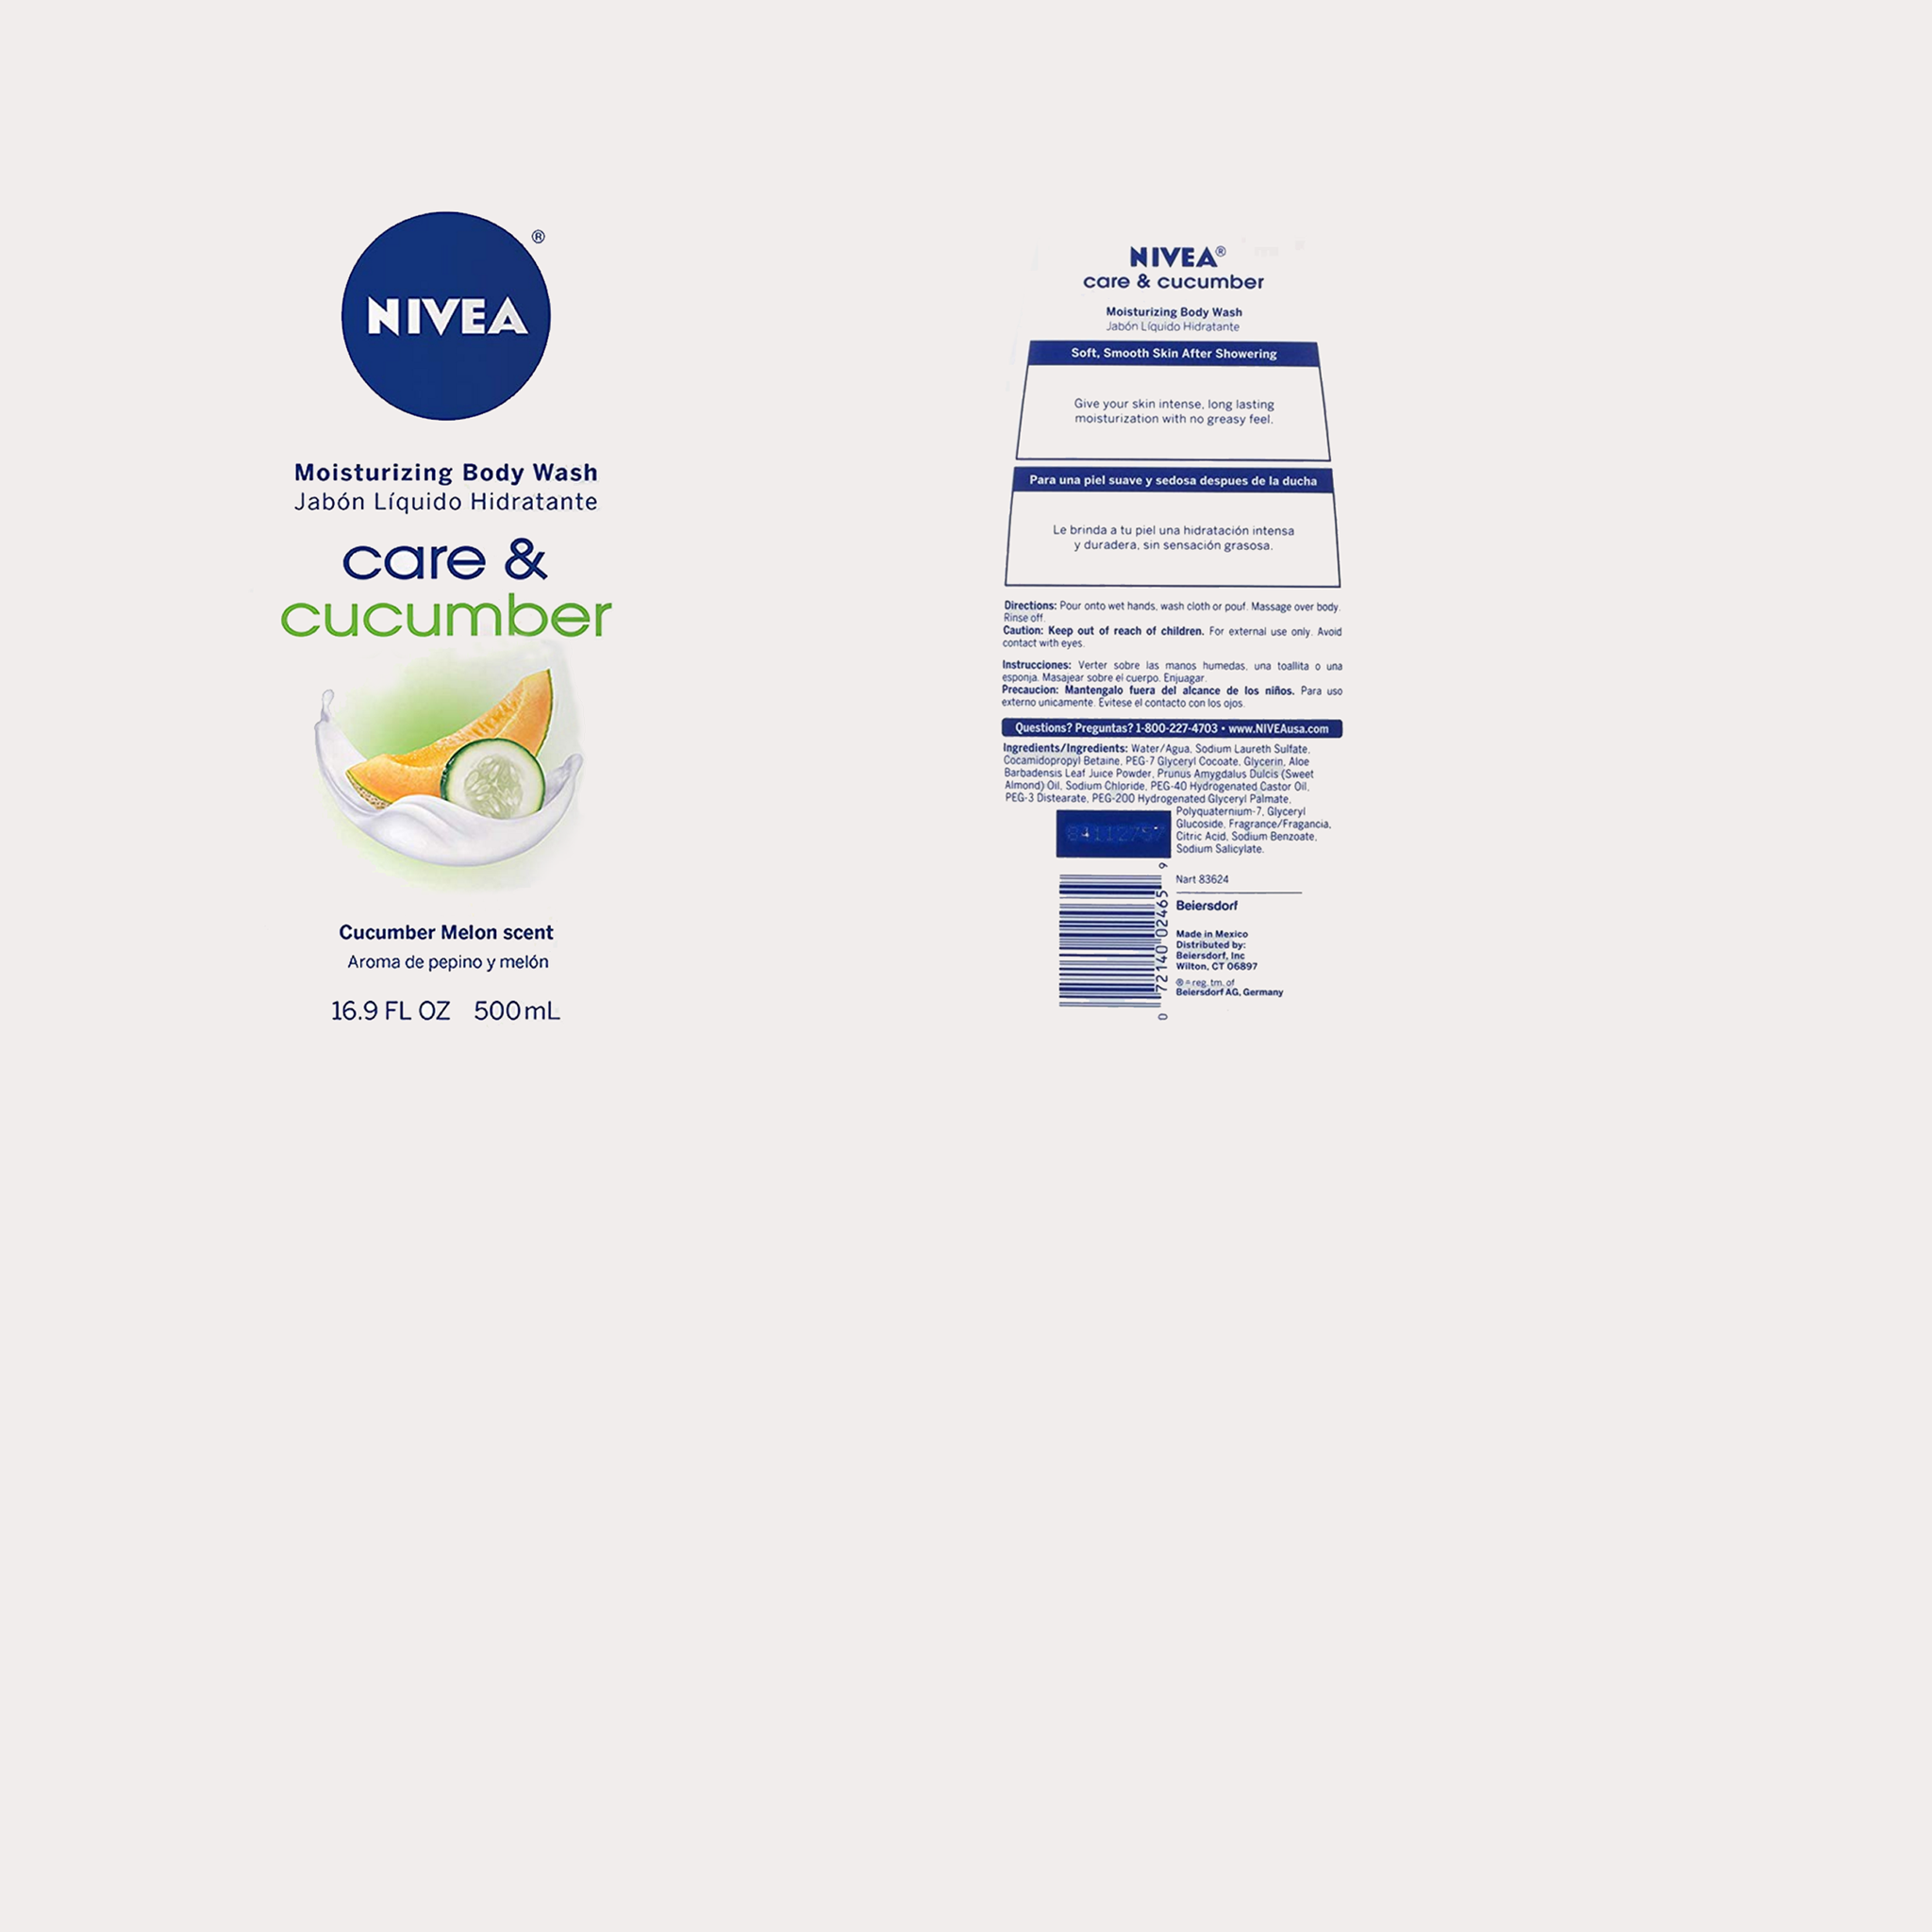 NIVEA®
Moisturizing Body Wash
Jabón Líquido Hidratante
care &
cucumber
Cucumber Melon scent
Aroma de pepino y melón
16.9 FL OZ 500mL
NIVEA®
care & cucumber
Moisturizing Body Wash
Jabón Líquido Hidratante
Soft, Smooth Skin After Showering
Give your skin intense, long lasting
moisturization with no greasy feel.
Para una piel suave y sedosa despues de la ducha
Le brinda a tu piel una hidratación intensa
y duradera, sin sensación grasosa.
Directions: Pour onto wet hands, wash cloth or pouf. Massage over body.
Rinse off.
Caution: Keep out of reach of children. For external use only. Avoid
contact with eyes.
Instrucciones: Verter sobre las manos humedas, una toallita o una
esponja. Masajear sobre el cuerpo. Enjuagar.
Precaucion: Mantengalo fuera del alcance de los niños. Para uso
externo unicamente. Evitese el contacto con los ojos.
Questions? Preguntas? 1-800-227-4703 • www.NIVEAusa.com
Ingredients/Ingredients: Water/Agua, Sodium Laureth Sulfate,
Cocamidopropyl Betaine, PEG-7 Glyceryl Cocoate, Glycerin, Aloe
Barbadensis Leaf Juice Powder, Prunus Amygdalus Dulcis (Sweet
Almond) Oil, Sodium Chloride, PEG-40 Hydrogenated Castor Oil,
PEG-3 Distearate, PEG-200 Hydrogenated Glyceryl Palmate,
Polyquaternium-7, Glyceryl
Glucoside, Fragrance/Fragancia,
Citric Acid, Sodium Benzoate,
Sodium Salicylate.
Nart 83624
Beiersdorf
Made in Mexico
Distributed by:
Beiersdorf, Inc
Wilton, CT 06897
® = reg. tm. of
Beiersdorf AG, Germany
0 72140 02465 9